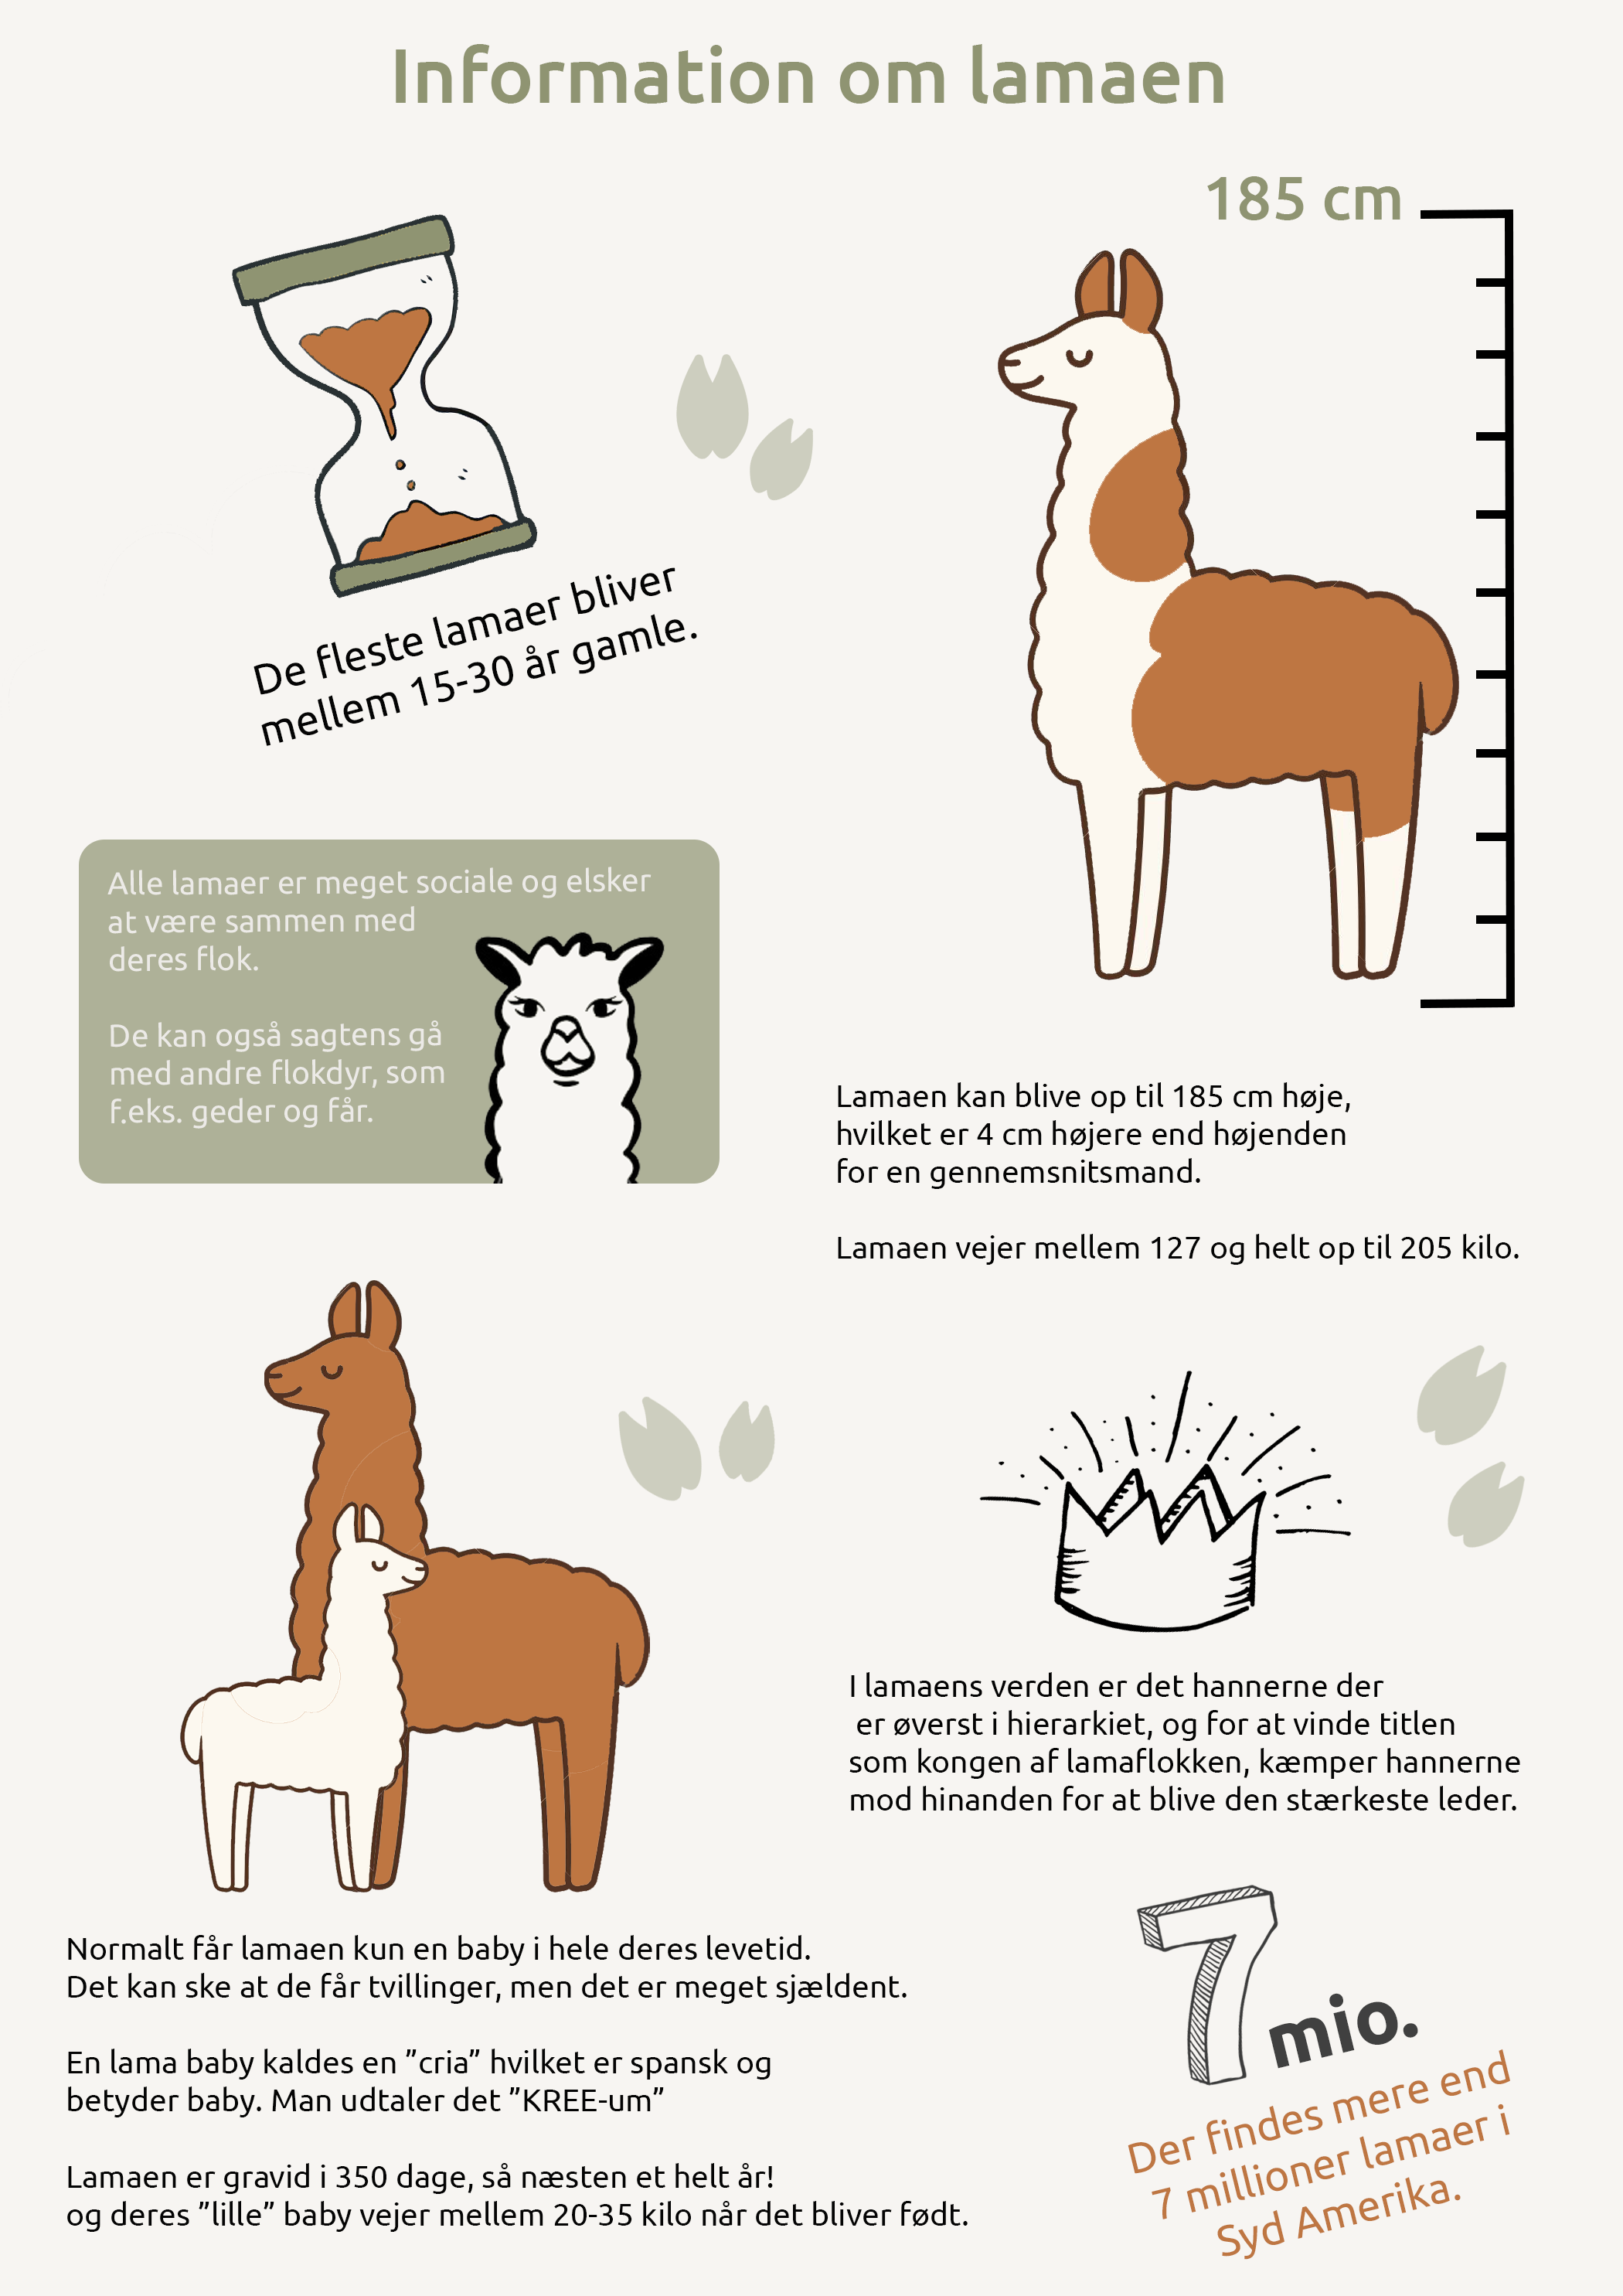 Information om lamaen
185 cm
De fleste lamaer bliver
mellem 15-30 år gamle.
Alle lamaer er meget sociale og elsker
at være sammen med
deres flok.
De kan også sagtens gå
med andre flokdyr, som
f.eks. geder og får.
Lamaen kan blive op til 185 cm høje,
hvilket er 4 cm højere end højenden
for en gennemsnitsmand.
Lamaen vejer mellem 127 og helt op til 205 kilo.
I lamaens verden er det hannerne der
er øverst i hierarkiet, og for at vinde titlen
som kongen af lamaflokken, kæmper hannerne
mod hinanden for at blive den stærkeste leder.
Normalt får lamaen kun en baby i hele deres levetid.
Det kan ske at de får tvillinger, men det er meget sjældent.
En lama baby kaldes en ”cria” hvilket er spansk og
betyder baby. Man udtaler det ”KREE-um”
Lamaen er gravid i 350 dage, så næsten et helt år!
og deres ”lille” baby vejer mellem 20-35 kilo når det bliver født.
7 mio.
Der findes mere end
7 millioner lamaer i
Syd Amerika.